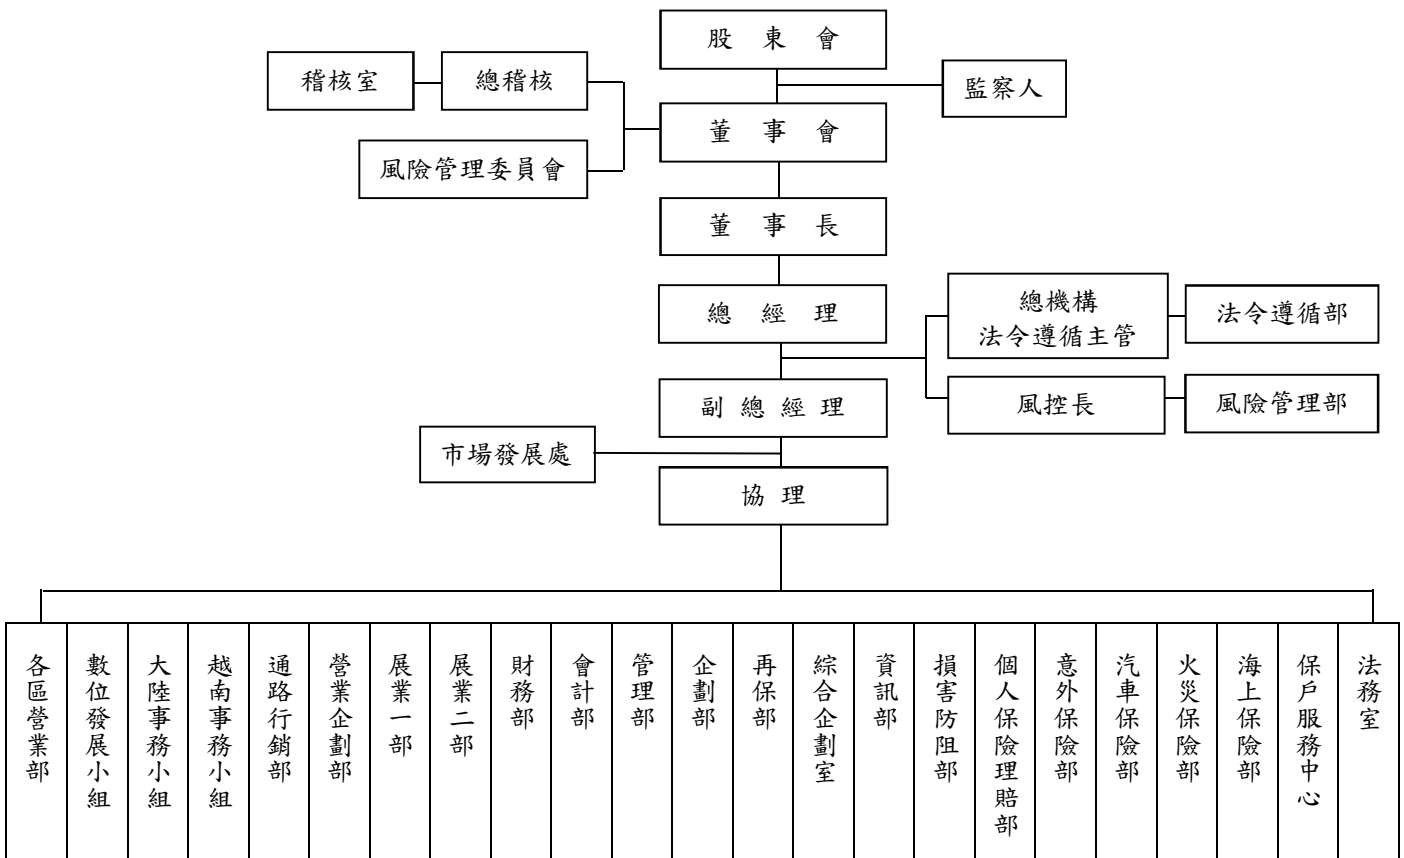 股東會
稽核室
總稽核
監察人
董事會
風險管理委員會
董事長
總經理
總機構
法令遵循主管
法令遵循部
副總經理
風控長
風險管理部
市場發展處
協理
各區營業部
數位發展小組
大陸事務小組
越南事務小組
通路行銷部
營業企劃部
展業一部
展業二部
財務部
會計部
管理部
企劃部
再保部
綜合企劃室
資訊部
損害防阻部
個人保險理賠部
意外保險部
汽車保險部
火災保險部
海上保險部
保戶服務中心
法務室